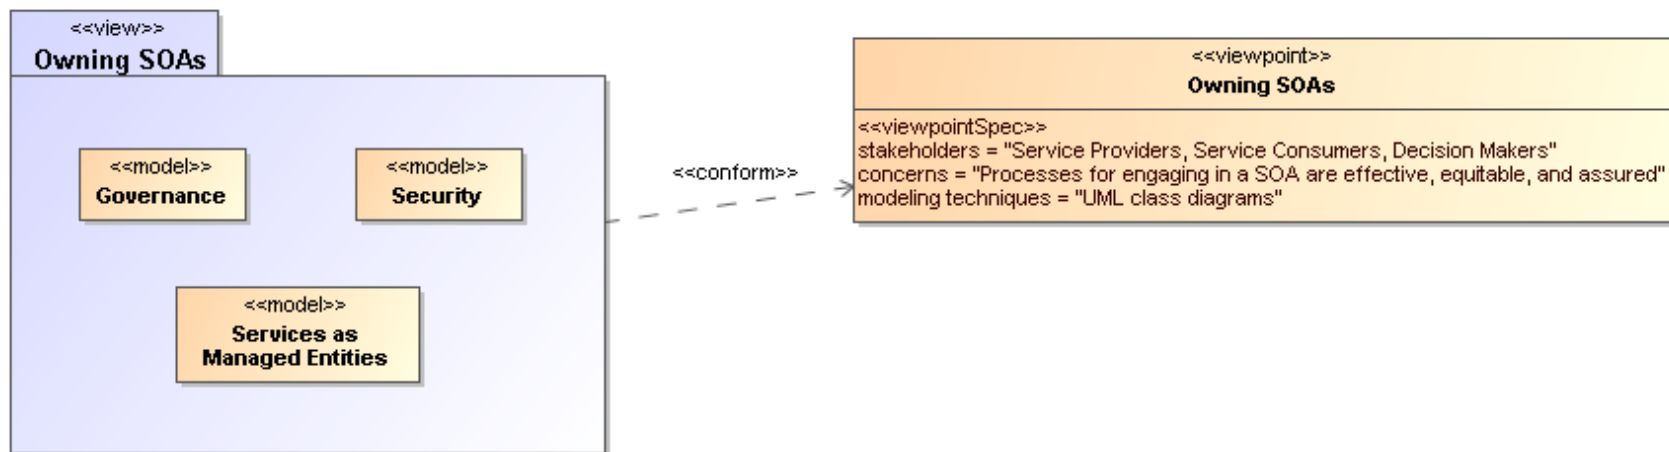 <<view>>
Owning SOAs
<<model>>
Governance
<<model>>
Security
<<model>>
Services as
Managed Entities
<<conform>>
<<viewpoint>>
Owning SOAs
<<viewpointSpec>>
stakeholders = "Service Providers, Service Consumers, Decision Makers"
concerns = "Processes for engaging in a SOA are effective, equitable, and assured"
modeling techniques = "UML class diagrams"